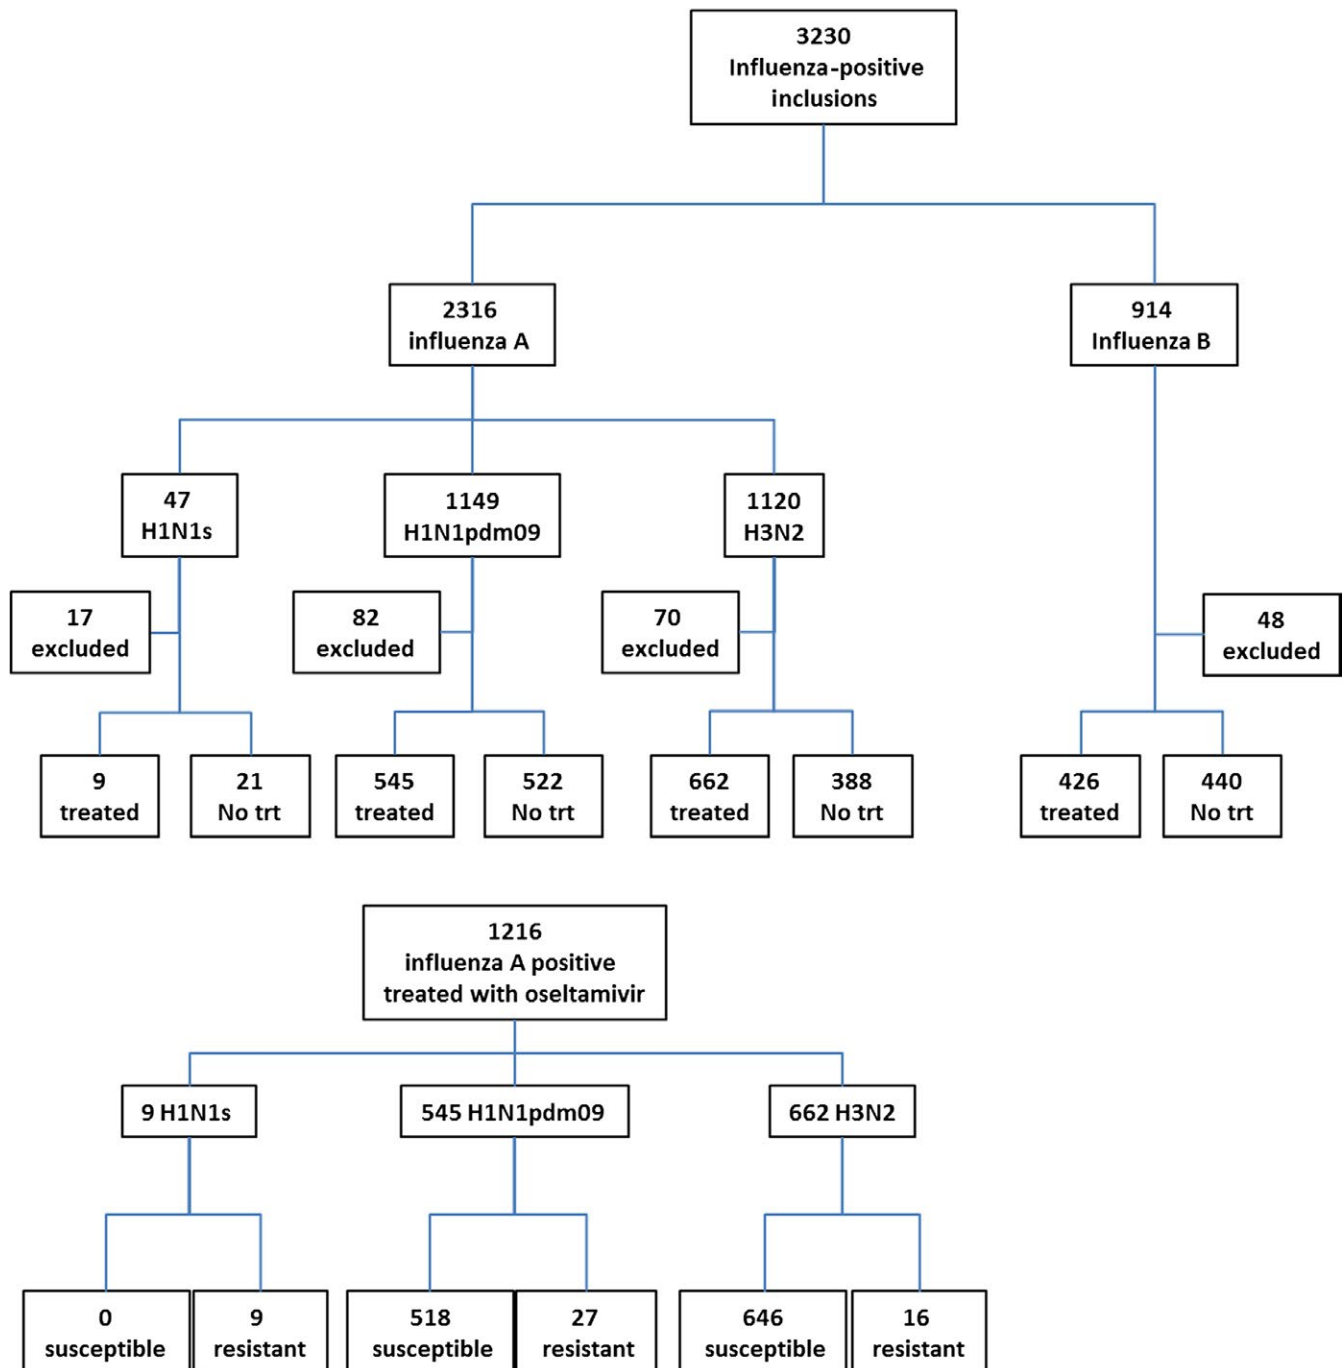 3230
Influenza-positive
inclusions
2316
influenza A
914
Influenza B
47
H1N1s
1149
H1N1pdm09
1120
H3N2
17
excluded
82
excluded
70
excluded
48
excluded
9
treated
21
No trt
545
treated
522
No trt
662
treated
388
No trt
426
treated
440
No trt
1216
influenza A positive
treated with oseltamivir
9 H1N1s
545 H1N1pdm09
662 H3N2
0
susceptible
9
resistant
518
susceptible
27
resistant
646
susceptible
16
resistant